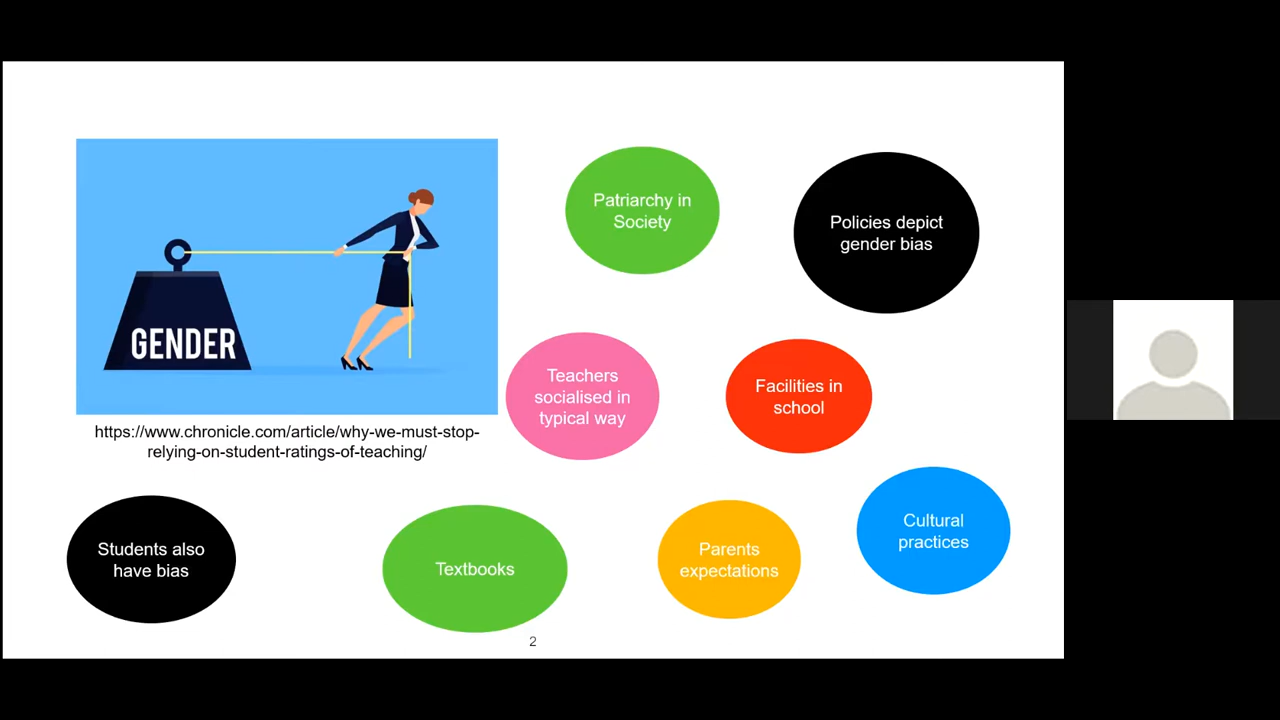 GENDER
https://www.chronicle.com/article/why-we-must-stop-
relying-on-student-ratings-of-teaching/
Patriarchy in
Society
Policies depict
gender bias
Teachers
socialised in
typical way
Facilities in
school
Students also
have bias
Textbooks
Parents
expectations
Cultural
practices
2